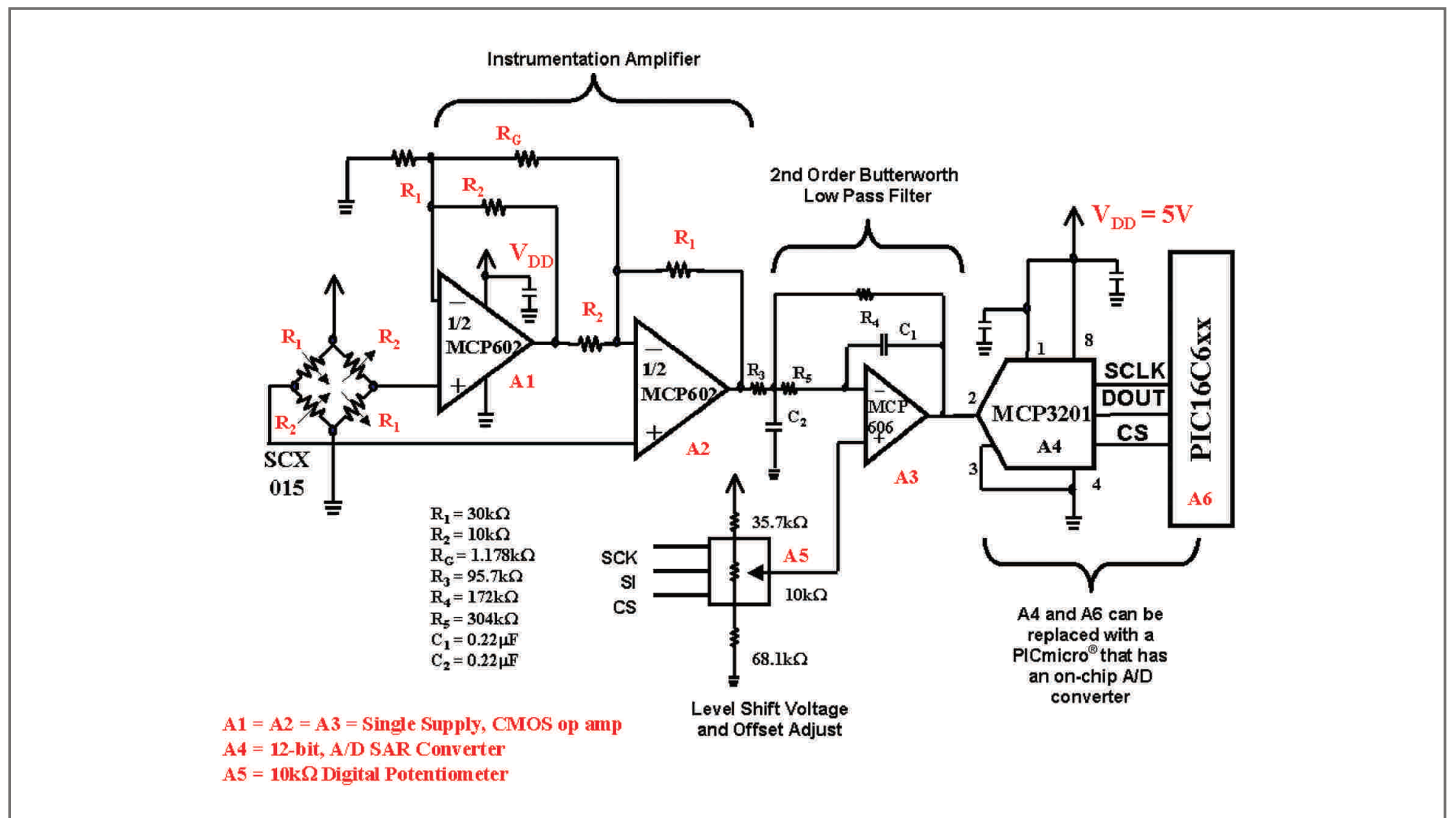 Instrumentation Amplifier
R_G
R_1
R_2
2nd Order Butterworth
Low Pass Filter
V_DD = 5V
V_DD
R_1
R_1
R_2
R_2
R_1
R_2
1/2
MCP602
A1
1/2
MCP602
A2
R_3
R_5
R_4
C_1
C_2
MCP
606
A3
1
8
2
3
4
MCP3201
A4
SCLK
DOUT
CS
PIC16C6xx
A6
SCX
015
R_1 = 30kΩ
R_2 = 10kΩ
R_G = 1.178kΩ
R_3 = 95.7kΩ
R_4 = 172kΩ
R_5 = 304kΩ
C_1 = 0.22µF
C_2 = 0.22µF
SCK
SI
CS
35.7kΩ
A5
10kΩ
68.1kΩ
Level Shift Voltage
and Offset Adjust
A4 and A6 can be
replaced with a
PICmicro® that has
an on-chip A/D
converter
A1 = A2 = A3 = Single Supply, CMOS op amp
A4 = 12-bit, A/D SAR Converter
A5 = 10kΩ Digital Potentiometer